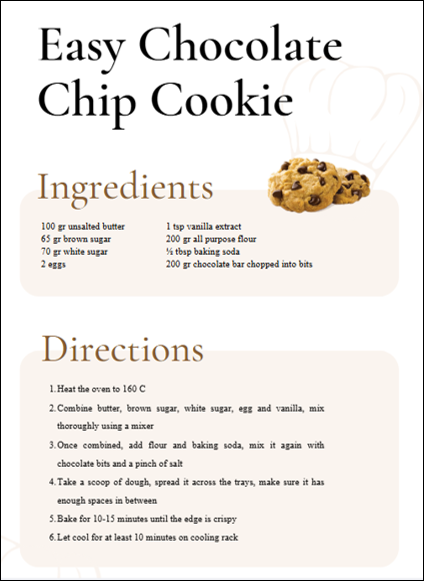 Easy Chocolate
Chip Cookie
Ingredients
100 gr unsalted butter
65 gr brown sugar
70 gr white sugar
2 eggs
1 tsp vanilla extract
200 gr all purpose flour
½ tbsp baking soda
200 gr chocolate bar chopped into bits
Directions
1. Heat the oven to 160 C
2. Combine butter, brown sugar, white sugar, egg and vanilla, mix
thoroughly using a mixer
3. Once combined, add flour and baking soda, mix it again with
chocolate bits and a pinch of salt
4. Take a scoop of dough, spread it across the trays, make sure it has
enough spaces in between
5. Bake for 10-15 minutes until the edge is crispy
6. Let cool for at least 10 minutes on cooling rack